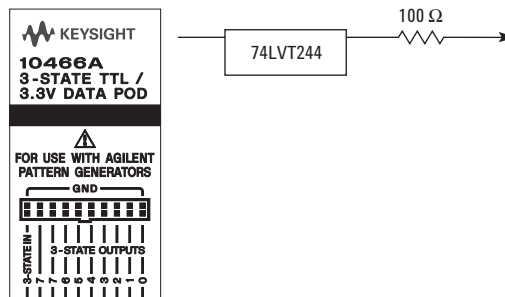 KEYSIGHT
10466A
3-STATE TTL /
3.3V DATA POD
FOR USE WITH AGILENT
PATTERN GENERATORS
GND
3-STATE IN
3-STATE OUTPUTS
7 7 6 5 4 3 2 1 0
74LVT244
100 Ω